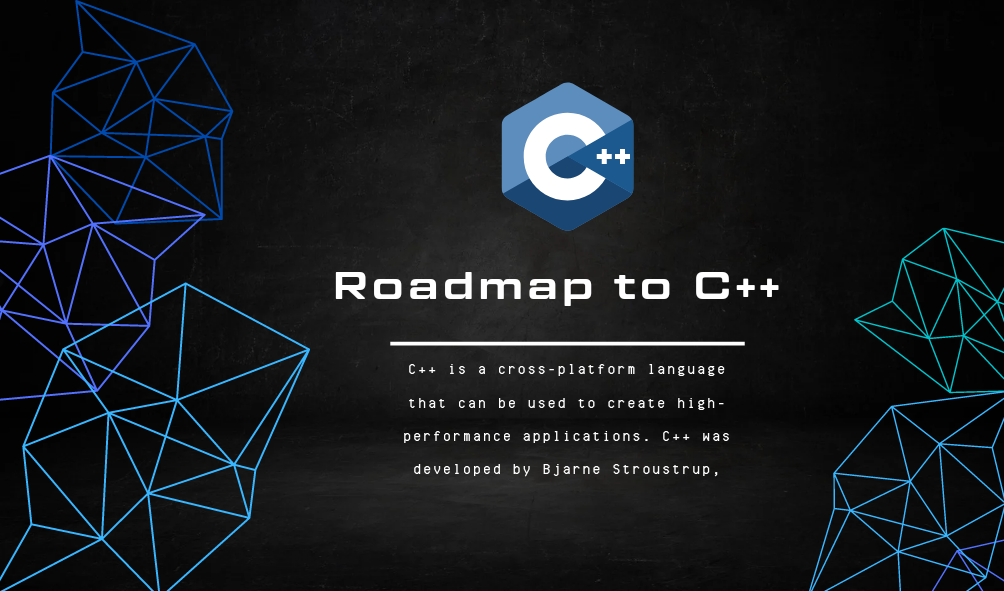 C++
Roadmap to C++
C++ is a cross-platform language
that can be used to create high-
performance applications. C++ was
developed by Bjarne Stroustrup,